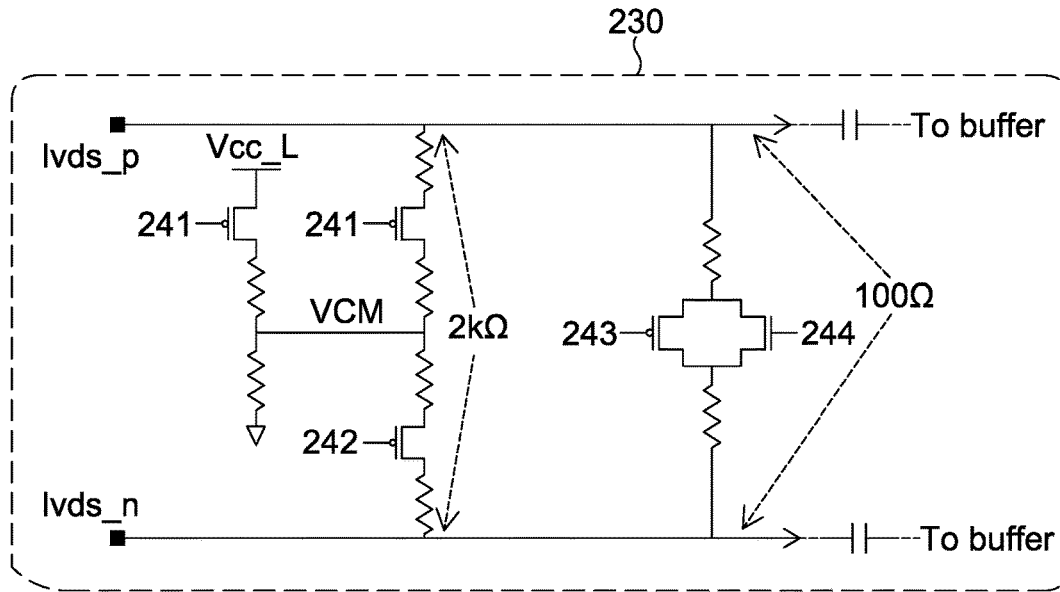 230
To buffer
lvds_p
Vcc_L
241
241
VCM
2kΩ
243
244
100Ω
242
lvds_n
To buffer